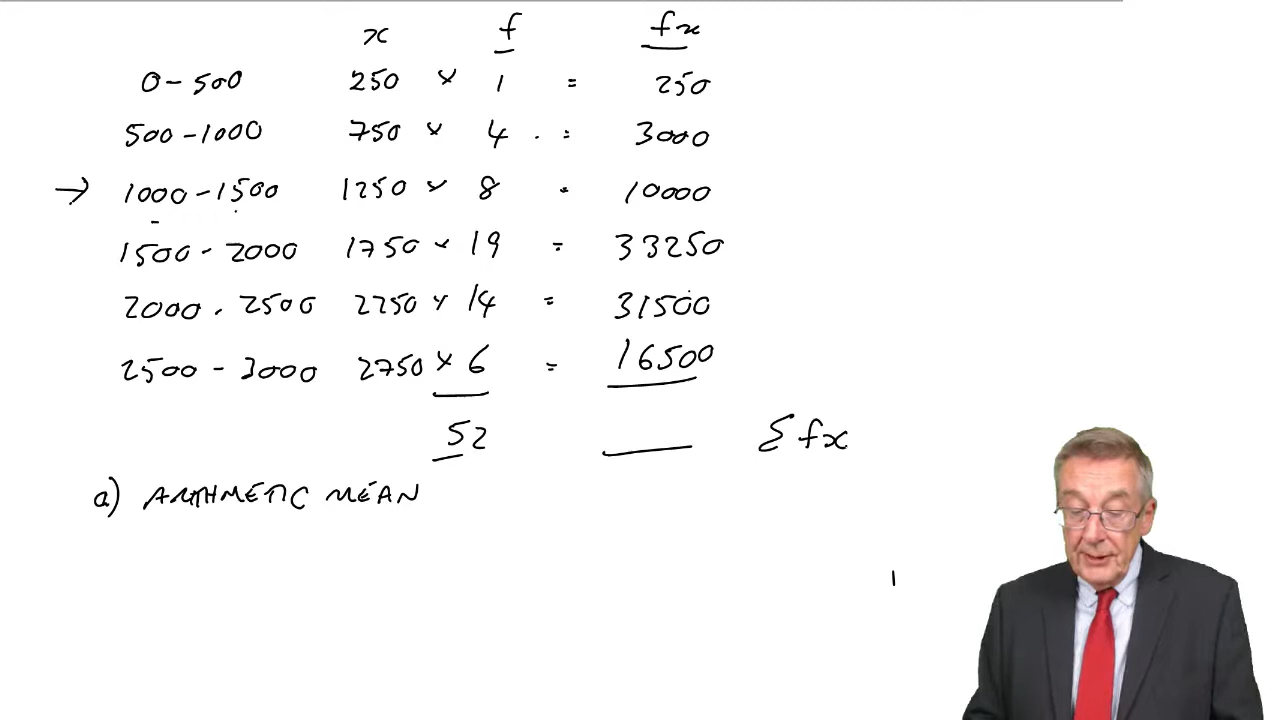 x f fx
0 - 500 250 × 1 = 250
500 - 1000 750 × 4 = 3000
→ 1000 - 1500 1250 × 8 = 10000
1500 - 2000 1750 × 19 = 33250
2000 - 2500 2250 × 14 = 31500
2500 - 3000 2750 × 6 = 16500
52 Σfx
a) ARITHMETIC MEAN